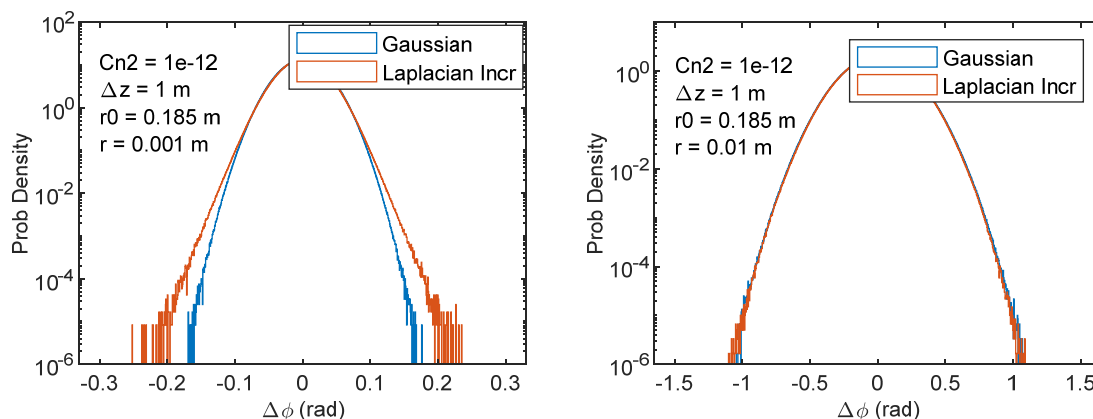 10^2
10^0
10^-2
10^-4
10^-6
Prob Density
Cn2 = 1e-12
Δz = 1 m
r0 = 0.185 m
r = 0.001 m
Gaussian
Laplacian Incr
-0.3 -0.2 -0.1 0 0.1 0.2 0.3
Δϕ (rad)
10^0
10^-2
10^-4
10^-6
Prob Density
Cn2 = 1e-12
Δz = 1 m
r0 = 0.185 m
r = 0.01 m
Gaussian
Laplacian Incr
-1.5 -1 -0.5 0 0.5 1 1.5
Δϕ (rad)